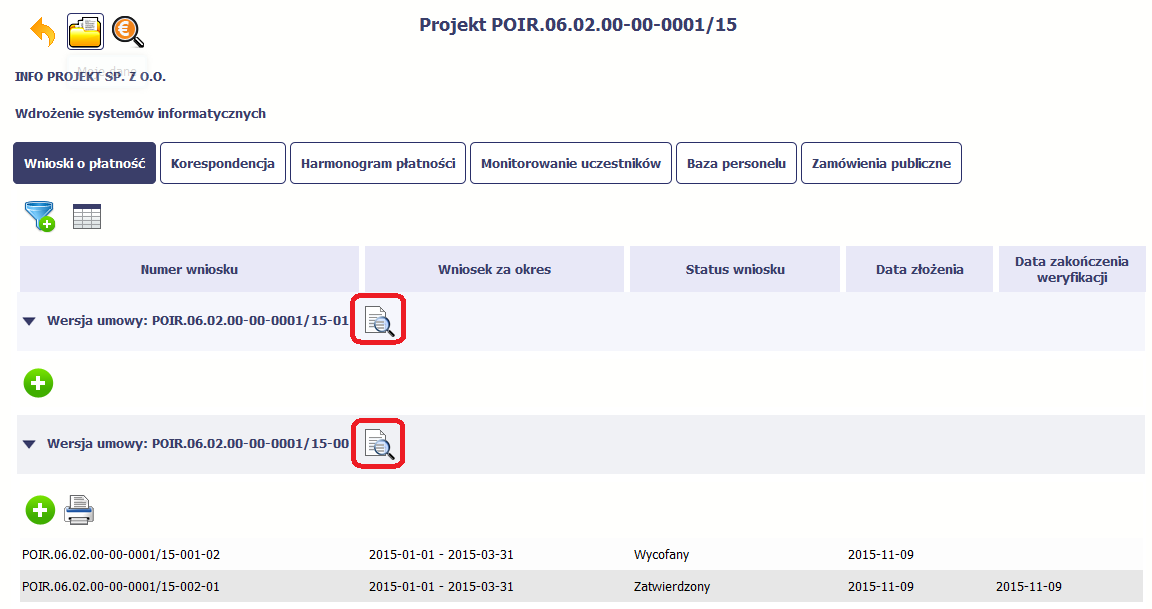 Projekt POIR.06.02.00-00-0001/15
INFO PROJEKT SP. Z O.O.
Wdrożenie systemów informatycznych
Wnioski o płatność Korespondencja Harmonogram płatności Monitorowanie uczestników Baza personelu Zamówienia publiczne
Numer wniosku Wniosek za okres Status wniosku Data złożenia Data zakończenia weryfikacji
Wersja umowy: POIR.06.02.00-00-0001/15-01
Wersja umowy: POIR.06.02.00-00-0001/15-00
POIR.06.02.00-00-0001/15-001-02 2015-01-01 - 2015-03-31 Wycofany 2015-11-09
POIR.06.02.00-00-0001/15-002-01 2015-01-01 - 2015-03-31 Zatwierdzony 2015-11-09 2015-11-09